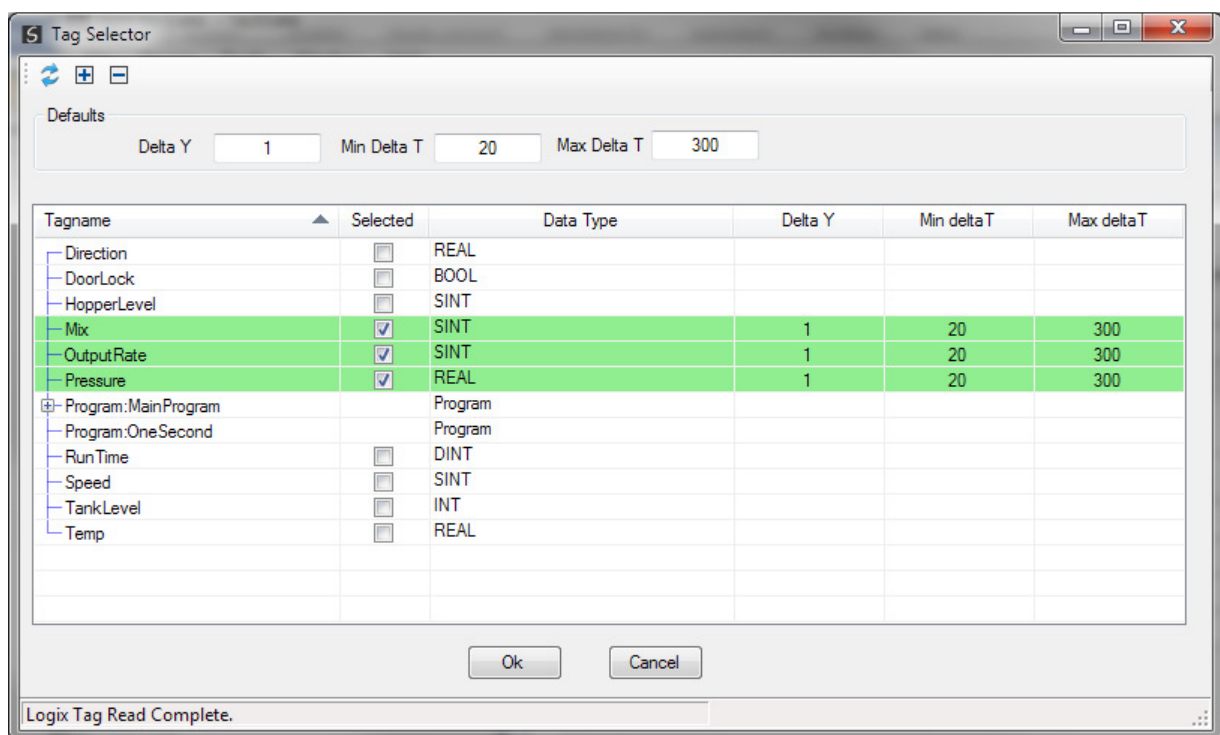 Tag Selector
Defaults
Delta Y 1 Min Delta T 20 Max Delta T 300
Tagname Selected Data Type Delta Y Min deltaT Max deltaT
Direction REAL
DoorLock BOOL
HopperLevel SINT
Mix SINT 1 20 300
OutputRate SINT 1 20 300
Pressure REAL 1 20 300
Program:MainProgram Program
Program:OneSecond Program
RunTime DINT
Speed SINT
TankLevel INT
Temp REAL
Ok Cancel
Logix Tag Read Complete.